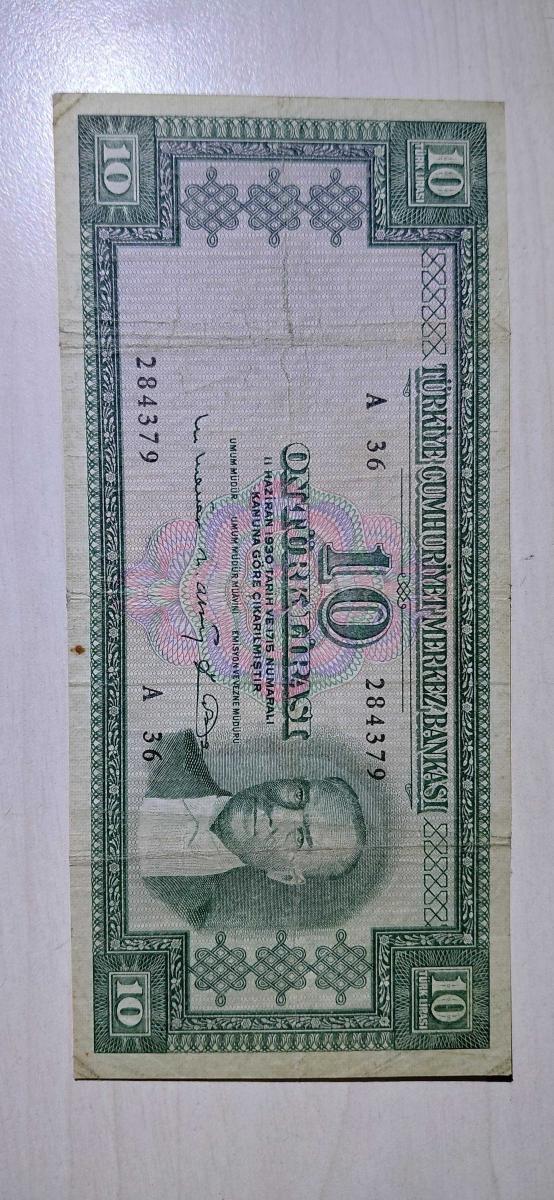 10
10
TÜRKİYE CUMHURİYET MERKEZ BANKASI
A 36
284379
10
ON TÜRK LİRASI
11 HAZİRAN 1930 TARİH VE 1715 NUMARALI
KANUNA GÖRE ÇIKARILMIŞTIR
UMUM MÜDÜR UMUM MÜDÜR MUAVİNİ EMİSYON VE VEZNE MÜDÜRÜ
284379
A 36
10
10